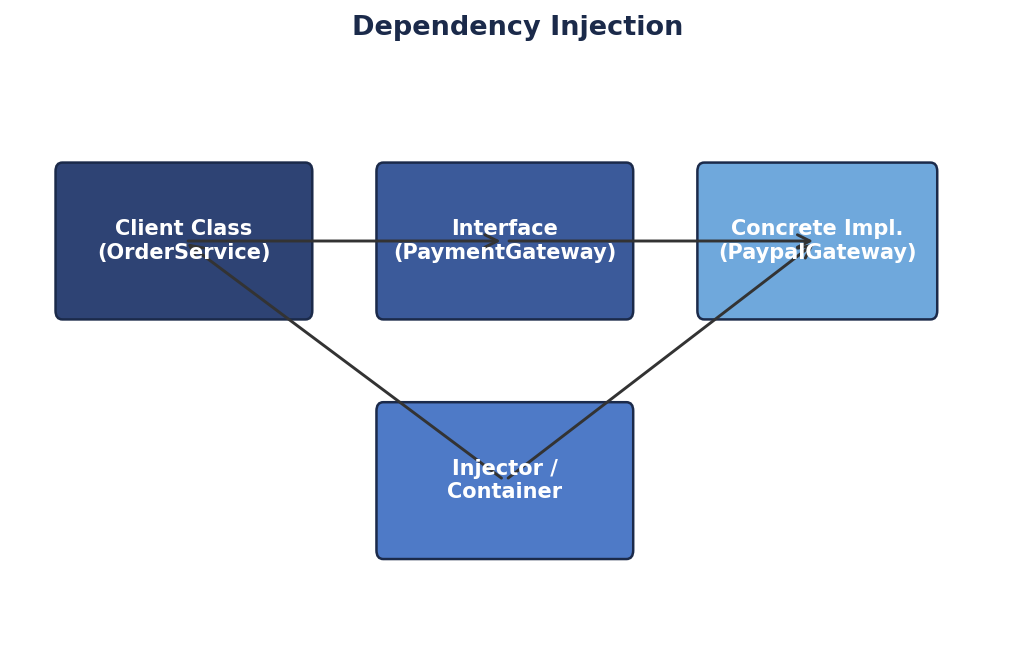 Dependency Injection
Client Class
(OrderService)
Interface
(PaymentGateway)
Concrete Impl.
(PaypalGateway)
Injector /
Container